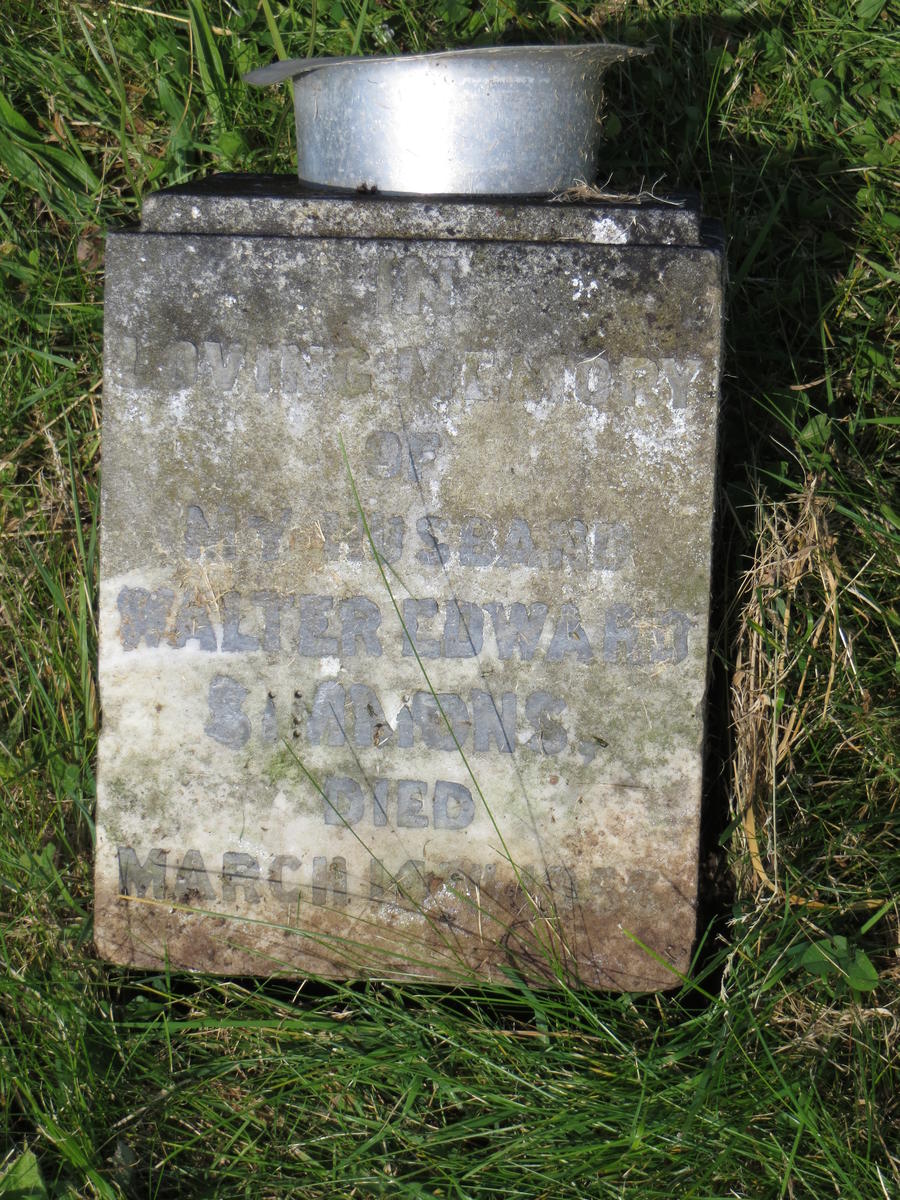 IN
LOVING MEMORY
OF
MY HUSBAND
WALTER EDWARD
SIMMONS,
DIED
MARCH